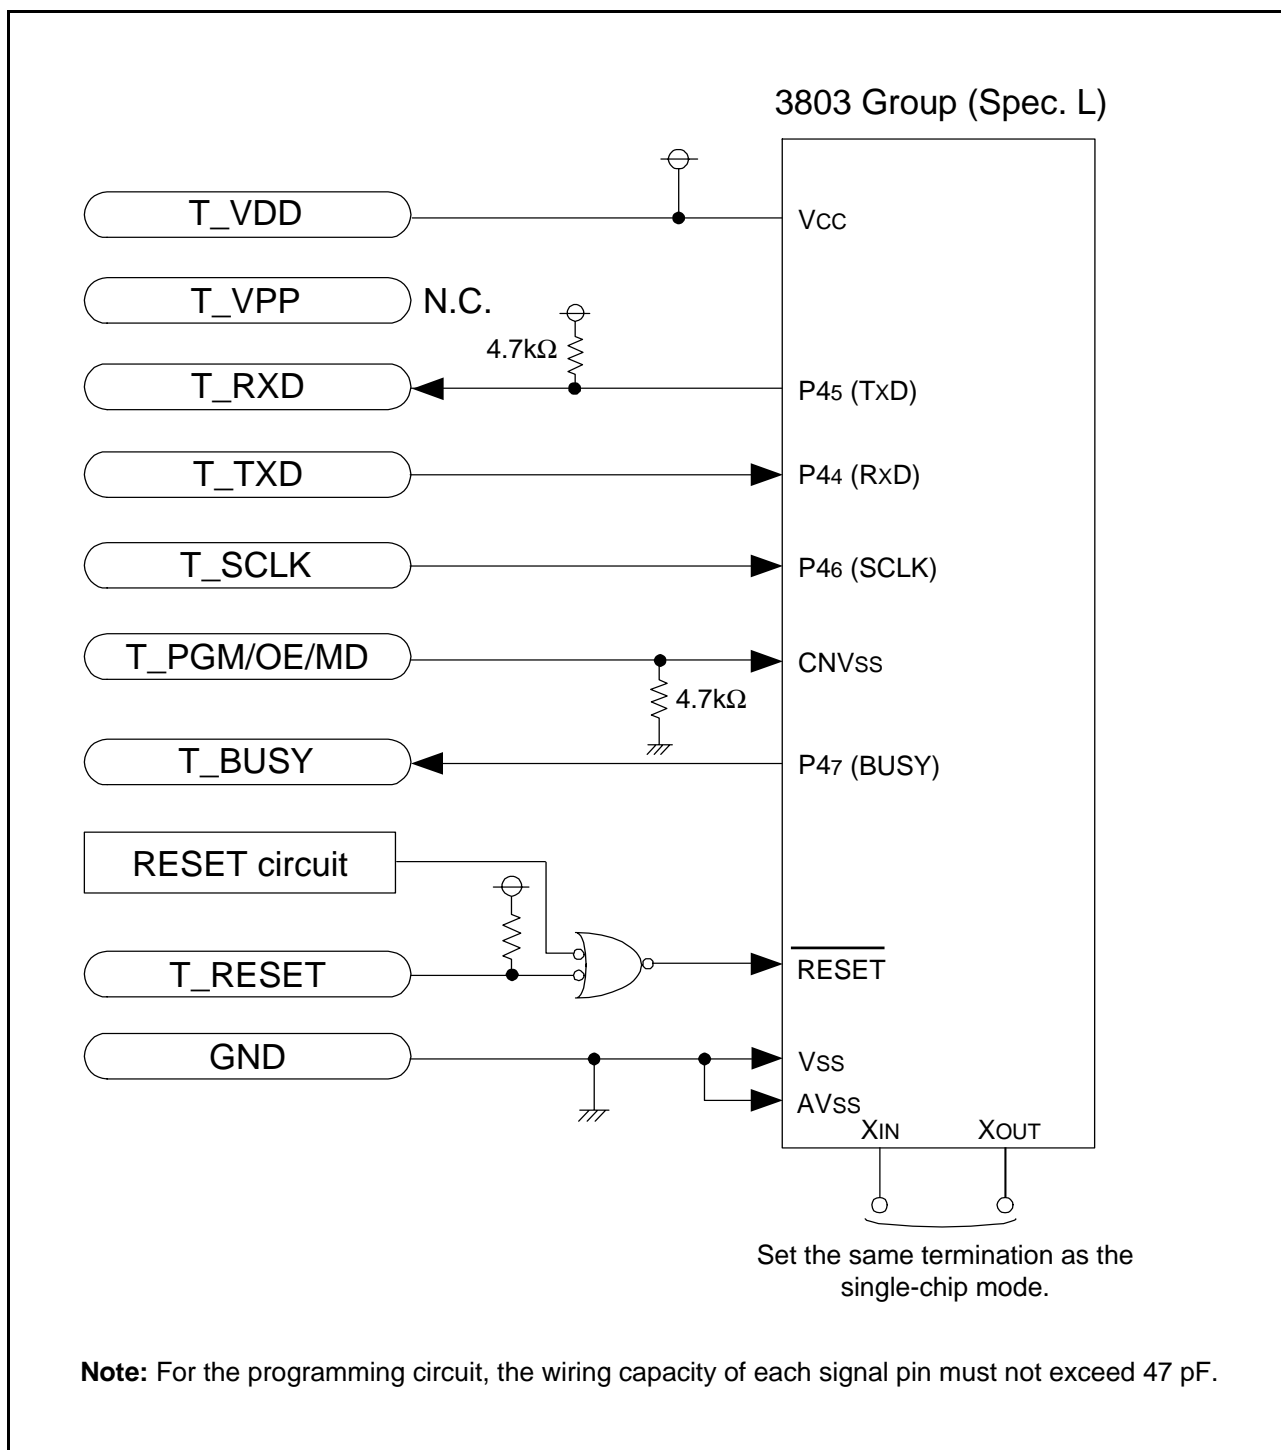 3803 Group (Spec. L)
T_VDD
VCC
T_VPP N.C.
4.7kΩ
T_RXD
P45 (TXD)
T_TXD
P44 (RXD)
T_SCLK
P46 (SCLK)
T_PGM/OE/MD
CNVSS
4.7kΩ
T_BUSY
P47 (BUSY)
RESET circuit
T_RESET
RESET
GND
VSS
AVSS
XIN XOUT
Set the same termination as the
single-chip mode.
Note: For the programming circuit, the wiring capacity of each signal pin must not exceed 47 pF.